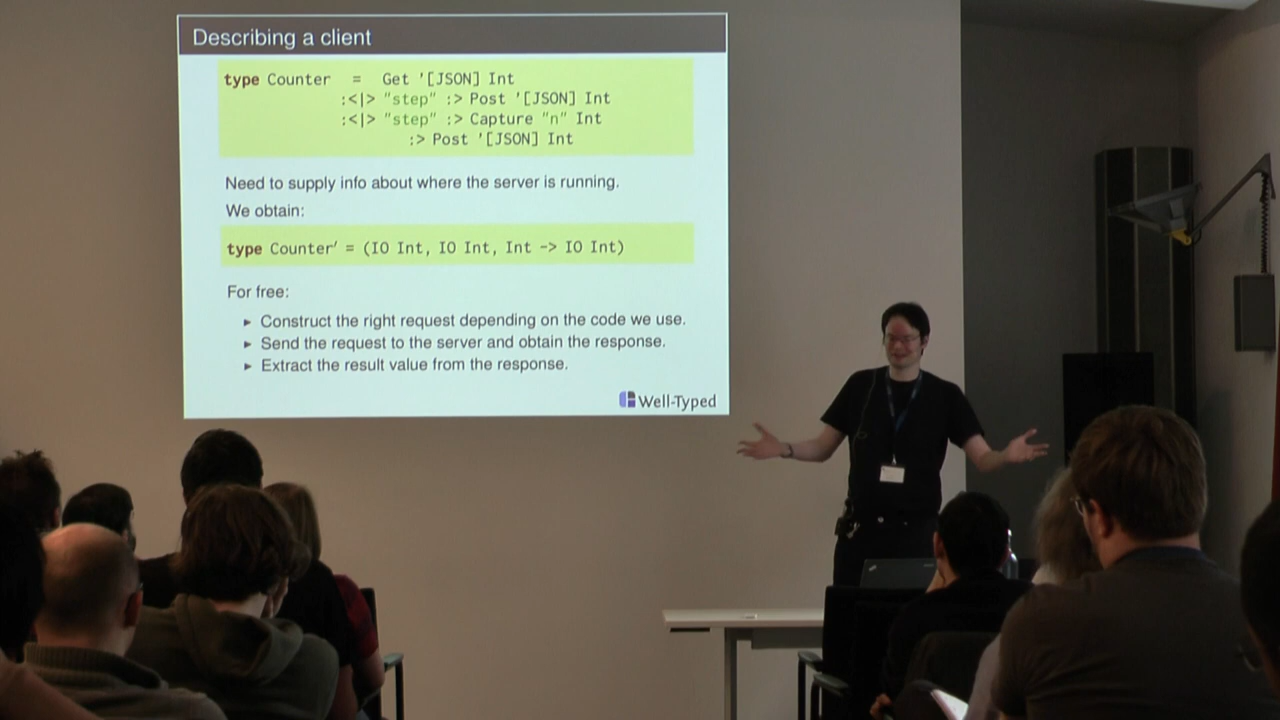 Describing a client
type Counter = Get '[JSON] Int
:<|> "step" :> Post '[JSON] Int
:<|> "step" :> Capture "n" Int
:> Post '[JSON] Int
Need to supply info about where the server is running.
We obtain:
type Counter′ = (IO Int, IO Int, Int -> IO Int)
For free:
► Construct the right request depending on the code we use.
► Send the request to the server and obtain the response.
► Extract the result value from the response.
Well-Typed